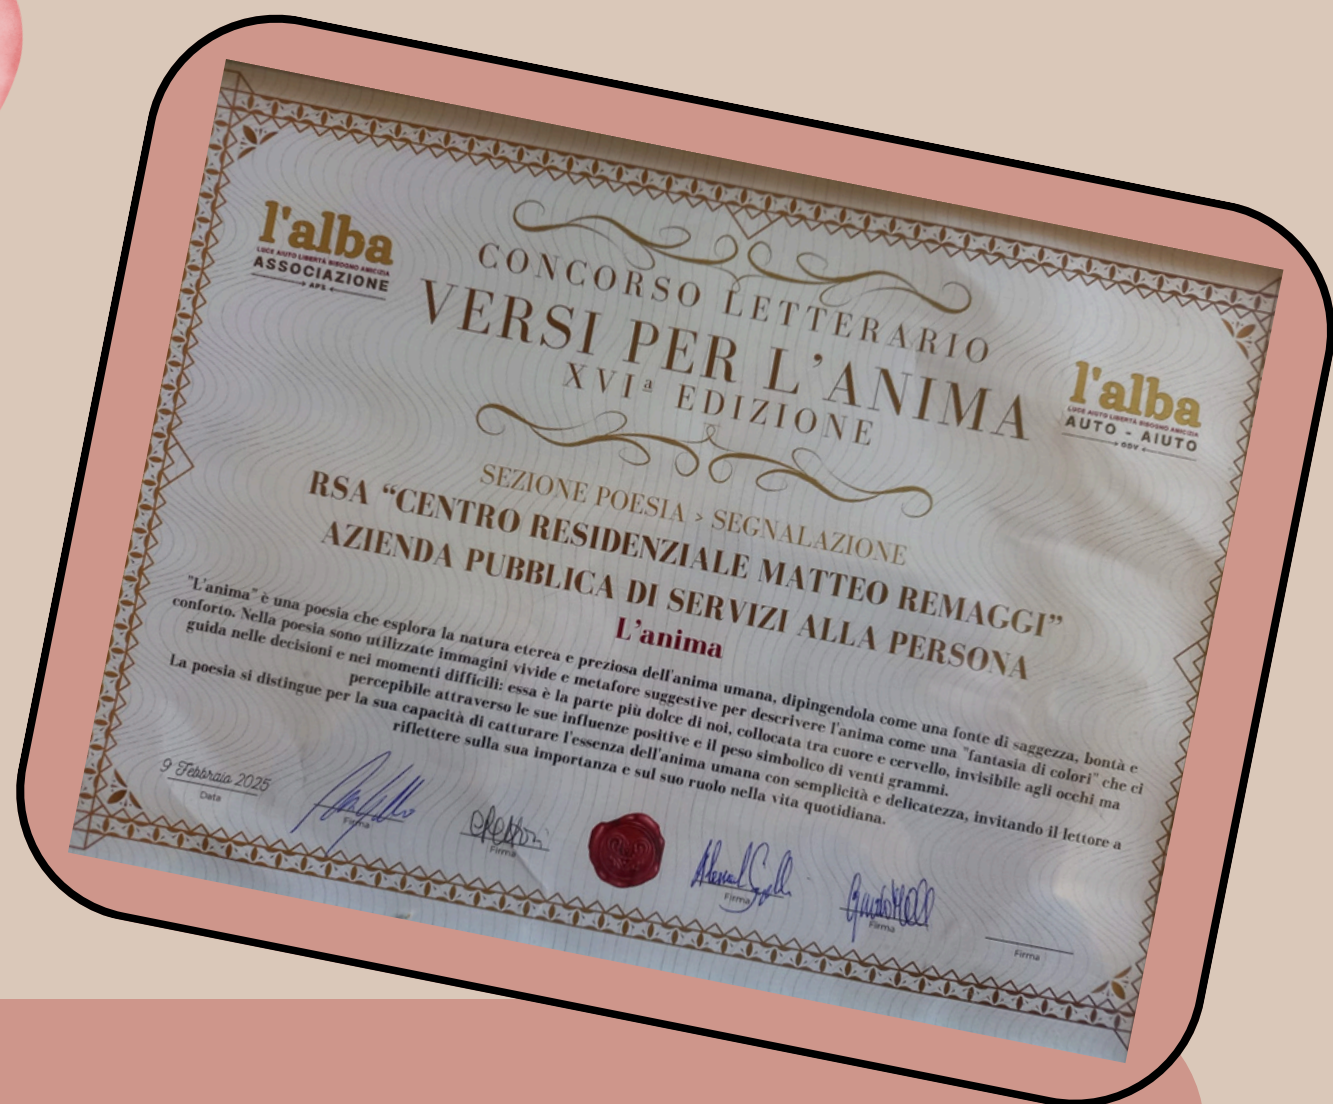 l'alba
LUCE AIUTO LIBERTÀ BISOGNO AMICIZIA
ASSOCIAZIONE
APS
CONCORSO LETTERARIO
VERSI PER L'ANIMA
XVIª EDIZIONE
l'alba
LUCE AIUTO LIBERTÀ BISOGNO AMICIZIA
AUTO - AIUTO
ODV
SEZIONE POESIA > SEGNALAZIONE
RSA “CENTRO RESIDENZIALE MATTEO REMAGGI”
AZIENDA PUBBLICA DI SERVIZI ALLA PERSONA
L'anima
"L'anima" è una poesia che esplora la natura eterea e preziosa dell'anima umana, dipingendola come una fonte di saggezza, bontà e
conforto. Nella poesia sono utilizzate immagini vivide e metafore suggestive per descrivere l'anima come una "fantasia di colori" che ci
guida nelle decisioni e nei momenti difficili: essa è la parte più dolce di noi, collocata tra cuore e cervello, invisibile agli occhi ma
percepibile attraverso le sue influenze positive e il peso simbolico di venti grammi.
La poesia si distingue per la sua capacità di catturare l'essenza dell'anima umana con semplicità e delicatezza, invitando il lettore a
riflettere sulla sua importanza e sul suo ruolo nella vita quotidiana.
9 Febbraio 2025
Data
Firma
Firma
Firma
Firma
Firma